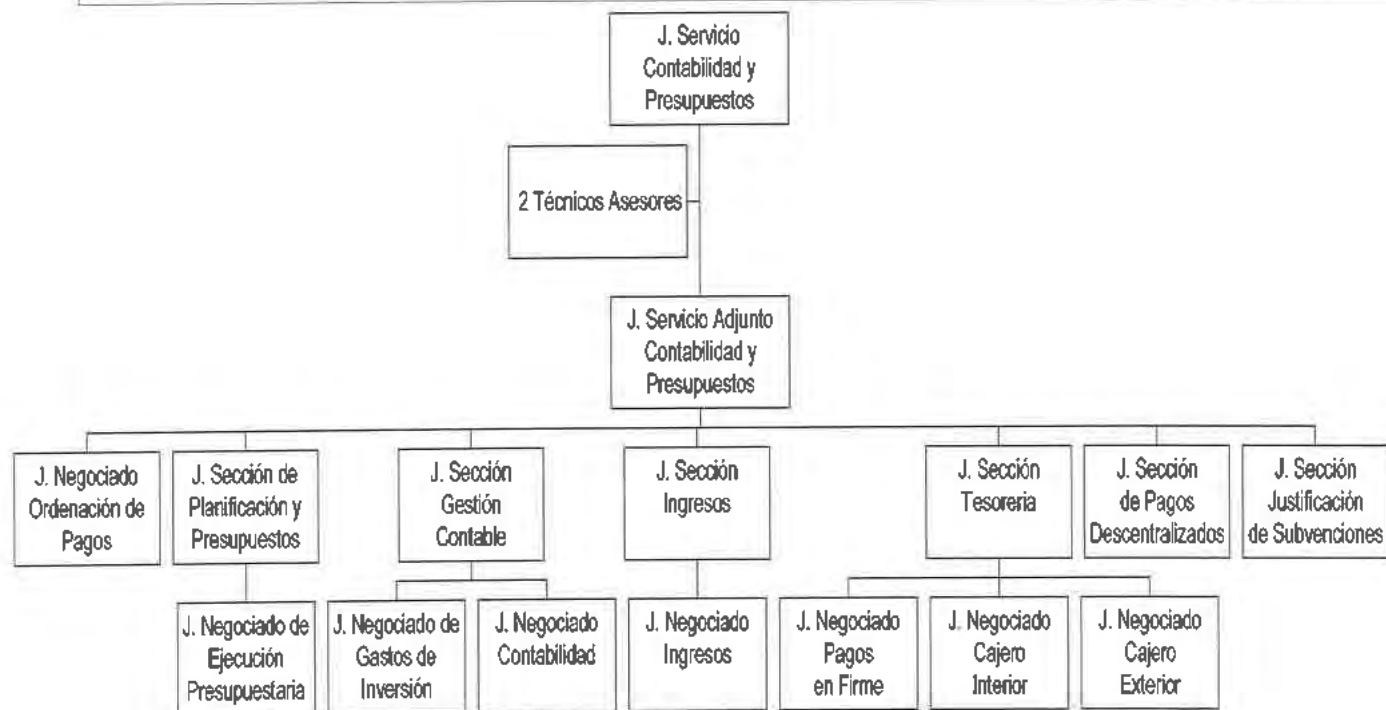 J. Servicio
Contabilidad y
Presupuestos
2 Técnicos Asesores
J. Servicio Adjunto
Contabilidad y
Presupuestos
J. Negociado
Ordenación de
Pagos
J. Sección de
Planificación y
Presupuestos
J. Sección
Gestión
Contable
J. Sección
Ingresos
J. Sección
Tesoreria
J. Sección
de Pagos
Descentralizados
J. Sección
Justificación
de Subvenciones
J. Negociado de
Ejecución
Presupuestaria
J. Negociado de
Gastos de
Inversión
J. Negociado
Contabilidad
J. Negociado
Ingresos
J. Negociado
Pagos
en Firme
J. Negociado
Cajero
Interior
J. Negociado
Cajero
Exterior